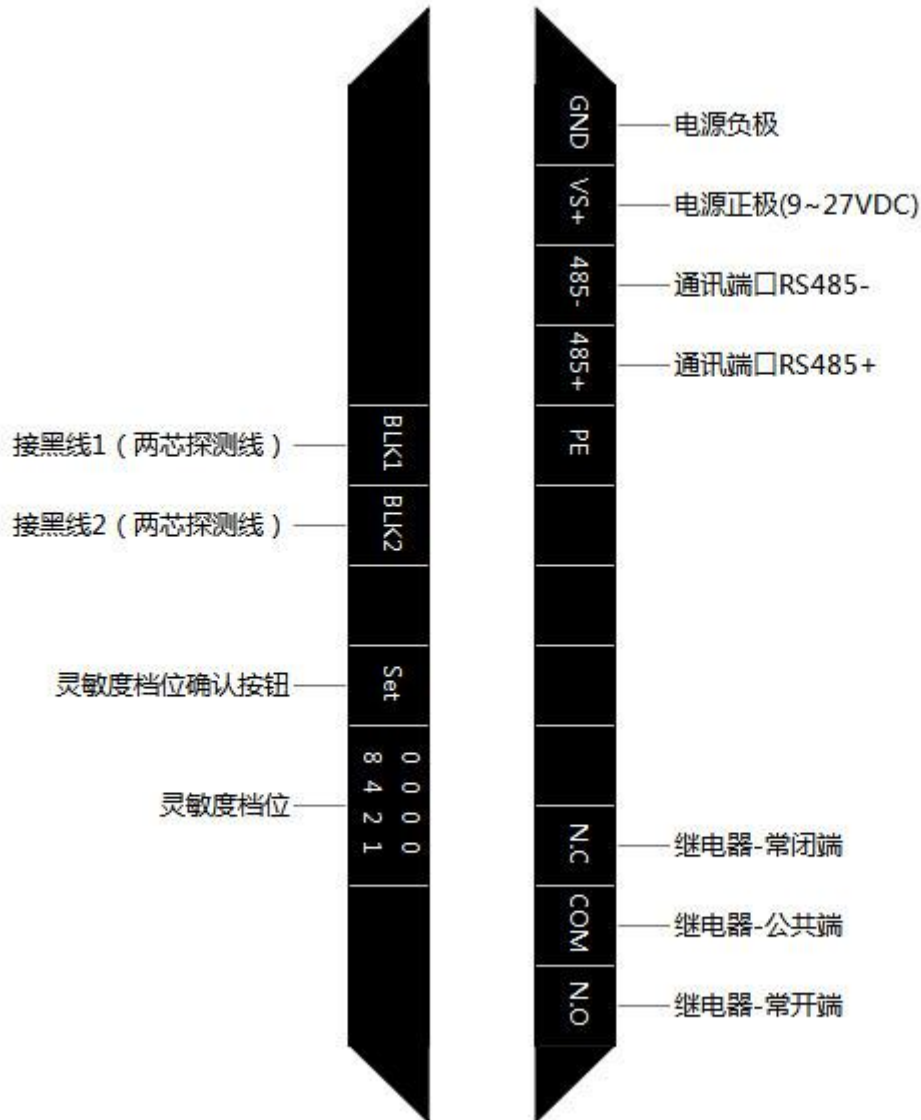 GND
电源负极
VS+
电源正极(9~27VDC)
485-
通讯端口RS485-
485+
通讯端口RS485+
接黑线1（两芯探测线）
BLK1
PE
接黑线2（两芯探测线）
BLK2
灵敏度档位确认按钮
Set
灵敏度档位
8 0
4 0
2 0
1 0
N.C
继电器-常闭端
COM
继电器-公共端
N.O
继电器-常开端